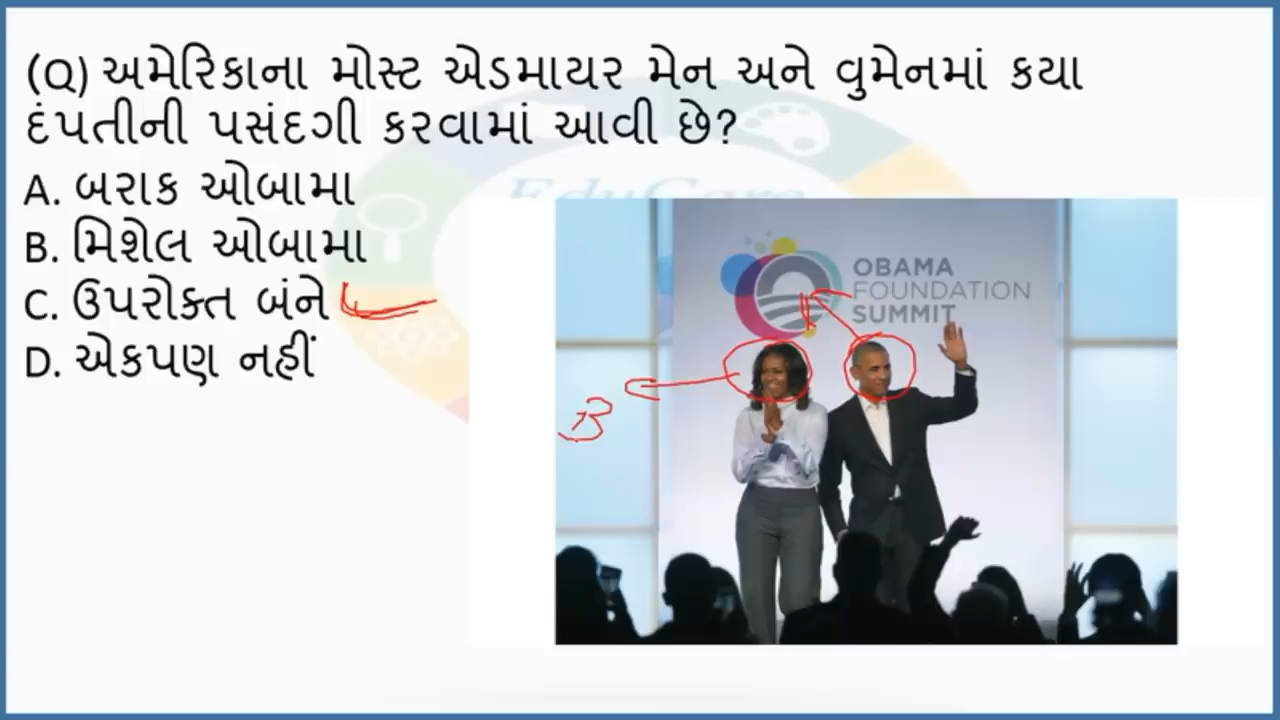 (Q) અમેરિકાના મોસ્ટ એડમાયર મેન અને વુમેનમાં કયા
દંપતીની પસંદગી કરવામાં આવી છે?
EduCare
A. બરાક ઓબામા
B. મિશેલ ઓબામા
C. ઉપરોક્ત બંને
D. એકપણ નહીં
OBAMA
FOUNDATION
SUMMIT
B